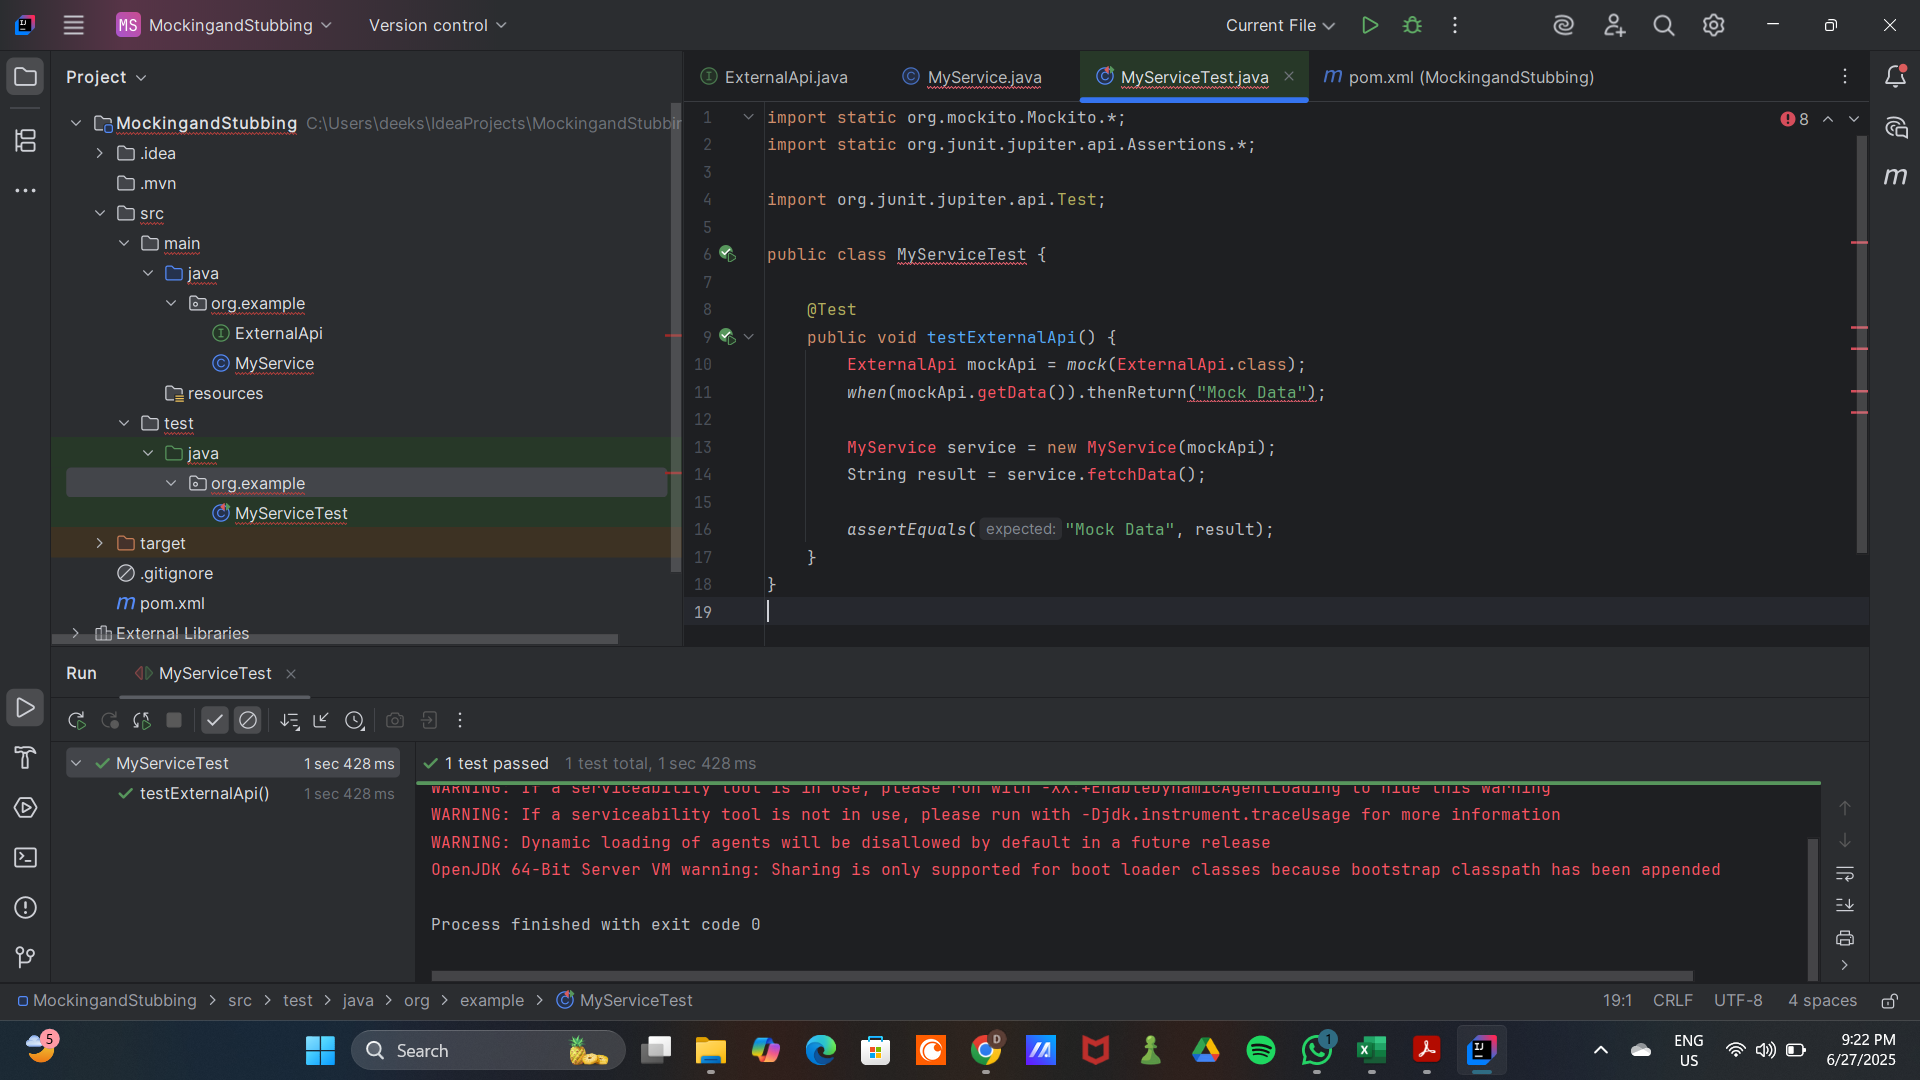 MS MockingandStubbing Version control Current File
Project
ExternalApi.java MyService.java MyServiceTest.java pom.xml (MockingandStubbing)
MockingandStubbing C:\Users\deeks\IdeaProjects\MockingandStubbin
.idea
.mvn
src
main
java
org.example
ExternalApi
MyService
resources
test
java
org.example
MyServiceTest
target
.gitignore
pom.xml
External Libraries
8
1 import static org.mockito.Mockito.*;
2 import static org.junit.jupiter.api.Assertions.*;
3
4 import org.junit.jupiter.api.Test;
5
6 public class MyServiceTest {
7
8 @Test
9 public void testExternalApi() {
10 ExternalApi mockApi = mock(ExternalApi.class);
11 when(mockApi.getData()).thenReturn("Mock Data");
12
13 MyService service = new MyService(mockApi);
14 String result = service.fetchData();
15
16 assertEquals( expected: "Mock Data", result);
17 }
18 }
19
Run MyServiceTest
MyServiceTest 1 sec 428 ms
testExternalApi() 1 sec 428 ms
1 test passed 1 test total, 1 sec 428 ms
WARNING: If a serviceability tool is in use, please run with -XX:+EnableDynamicAgentLoading to hide this warning
WARNING: If a serviceability tool is not in use, please run with -Djdk.instrument.traceUsage for more information
WARNING: Dynamic loading of agents will be disallowed by default in a future release
OpenJDK 64-Bit Server VM warning: Sharing is only supported for boot loader classes because bootstrap classpath has been appended
Process finished with exit code 0
MockingandStubbing > src > test > java > org > example > MyServiceTest
19:1 CRLF UTF-8 4 spaces
5
Search
D
1
ENG
US
9:22 PM
6/27/2025